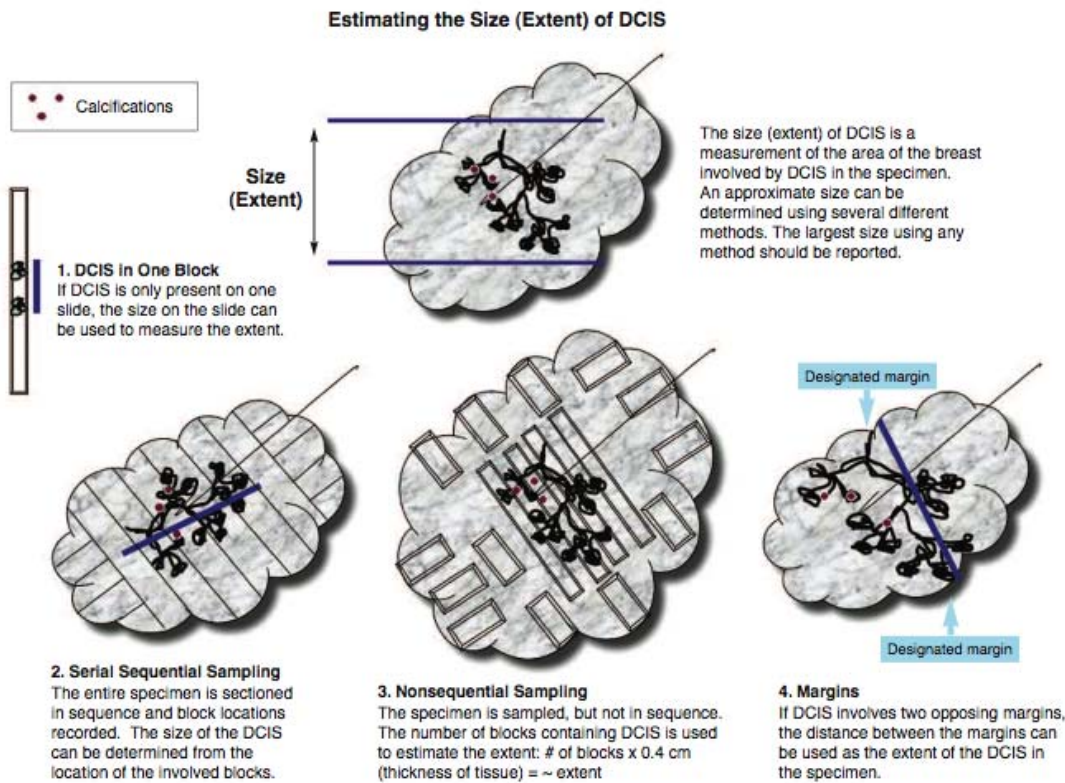 Estimating the Size (Extent) of DCIS
Calcifications
Size
(Extent)
The size (extent) of DCIS is a
measurement of the area of the breast
involved by DCIS in the specimen.
An approximate size can be
determined using several different
methods. The largest size using any
method should be reported.
1. DCIS in One Block
If DCIS is only present on one
slide, the size on the slide can
be used to measure the extent.
Designated margin
Designated margin
2. Serial Sequential Sampling
The entire specimen is sectioned
in sequence and block locations
recorded. The size of the DCIS
can be determined from the
location of the involved blocks.
3. Nonsequential Sampling
The specimen is sampled, but not in sequence.
The number of blocks containing DCIS is used
to estimate the extent: # of blocks x 0.4 cm
(thickness of tissue) = ~ extent
4. Margins
If DCIS involves two opposing margins,
the distance between the margins can
be used as the extent of the DCIS in
the specimen.